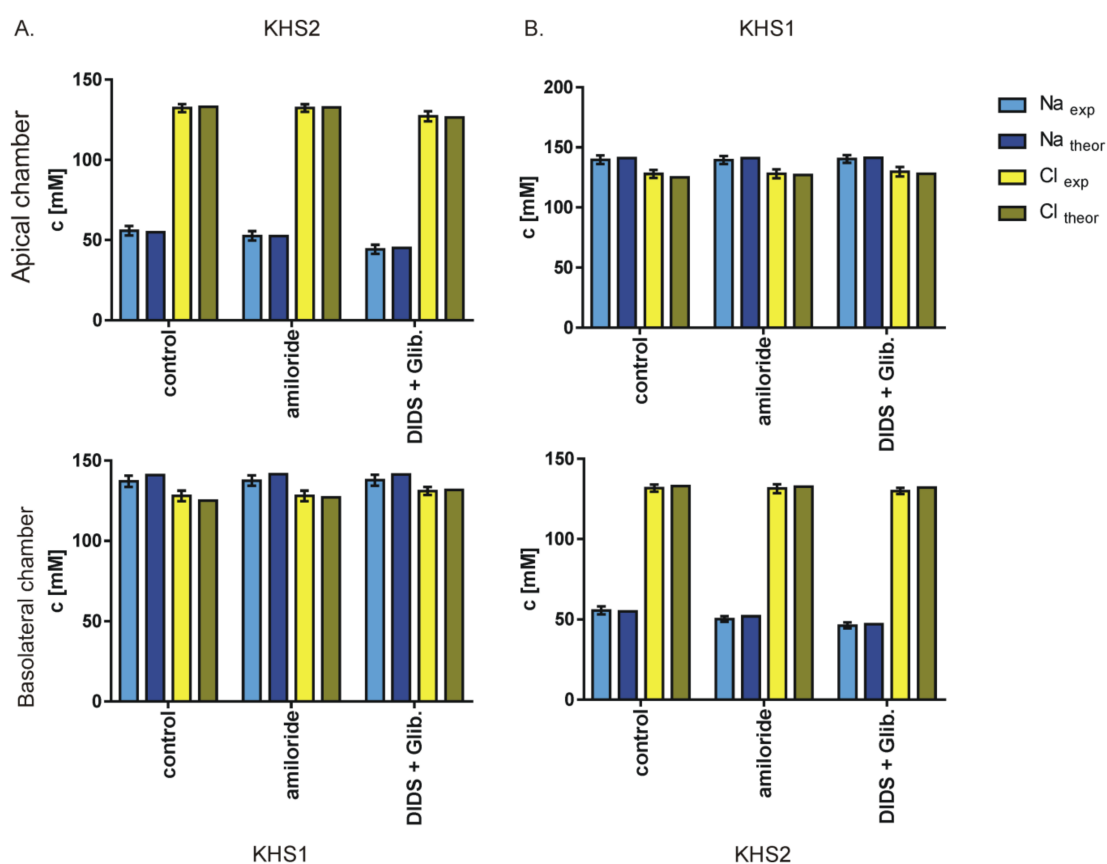 A.
KHS2
B.
KHS1
Apical chamber
c [mM]
150
100
50
0
control
amiloride
DIDS + Glib.
c [mM]
200
150
100
50
0
control
amiloride
DIDS + Glib.
Na exp
Na theor
Cl exp
Cl theor
Basolateral chamber
c [mM]
150
100
50
0
control
amiloride
DIDS + Glib.
KHS1
c [mM]
150
100
50
0
control
amiloride
DIDS + Glib.
KHS2